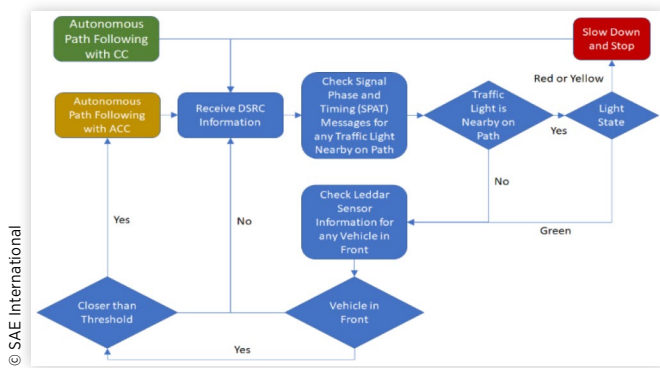 Autonomous
Path Following
with CC
Slow Down
and Stop
Red or Yellow
Autonomous
Path Following
with ACC
Receive DSRC
Information
Check Signal
Phase and
Timing (SPAT)
Messages for
any Traffic Light
Nearby on Path
Traffic
Light is
Nearby on
Path
Yes
Light
State
No
Check Leddar
Sensor
Information for
any Vehicle in
Front
Green
Yes
No
Closer than
Threshold
Vehicle in
Front
Yes
© SAE International